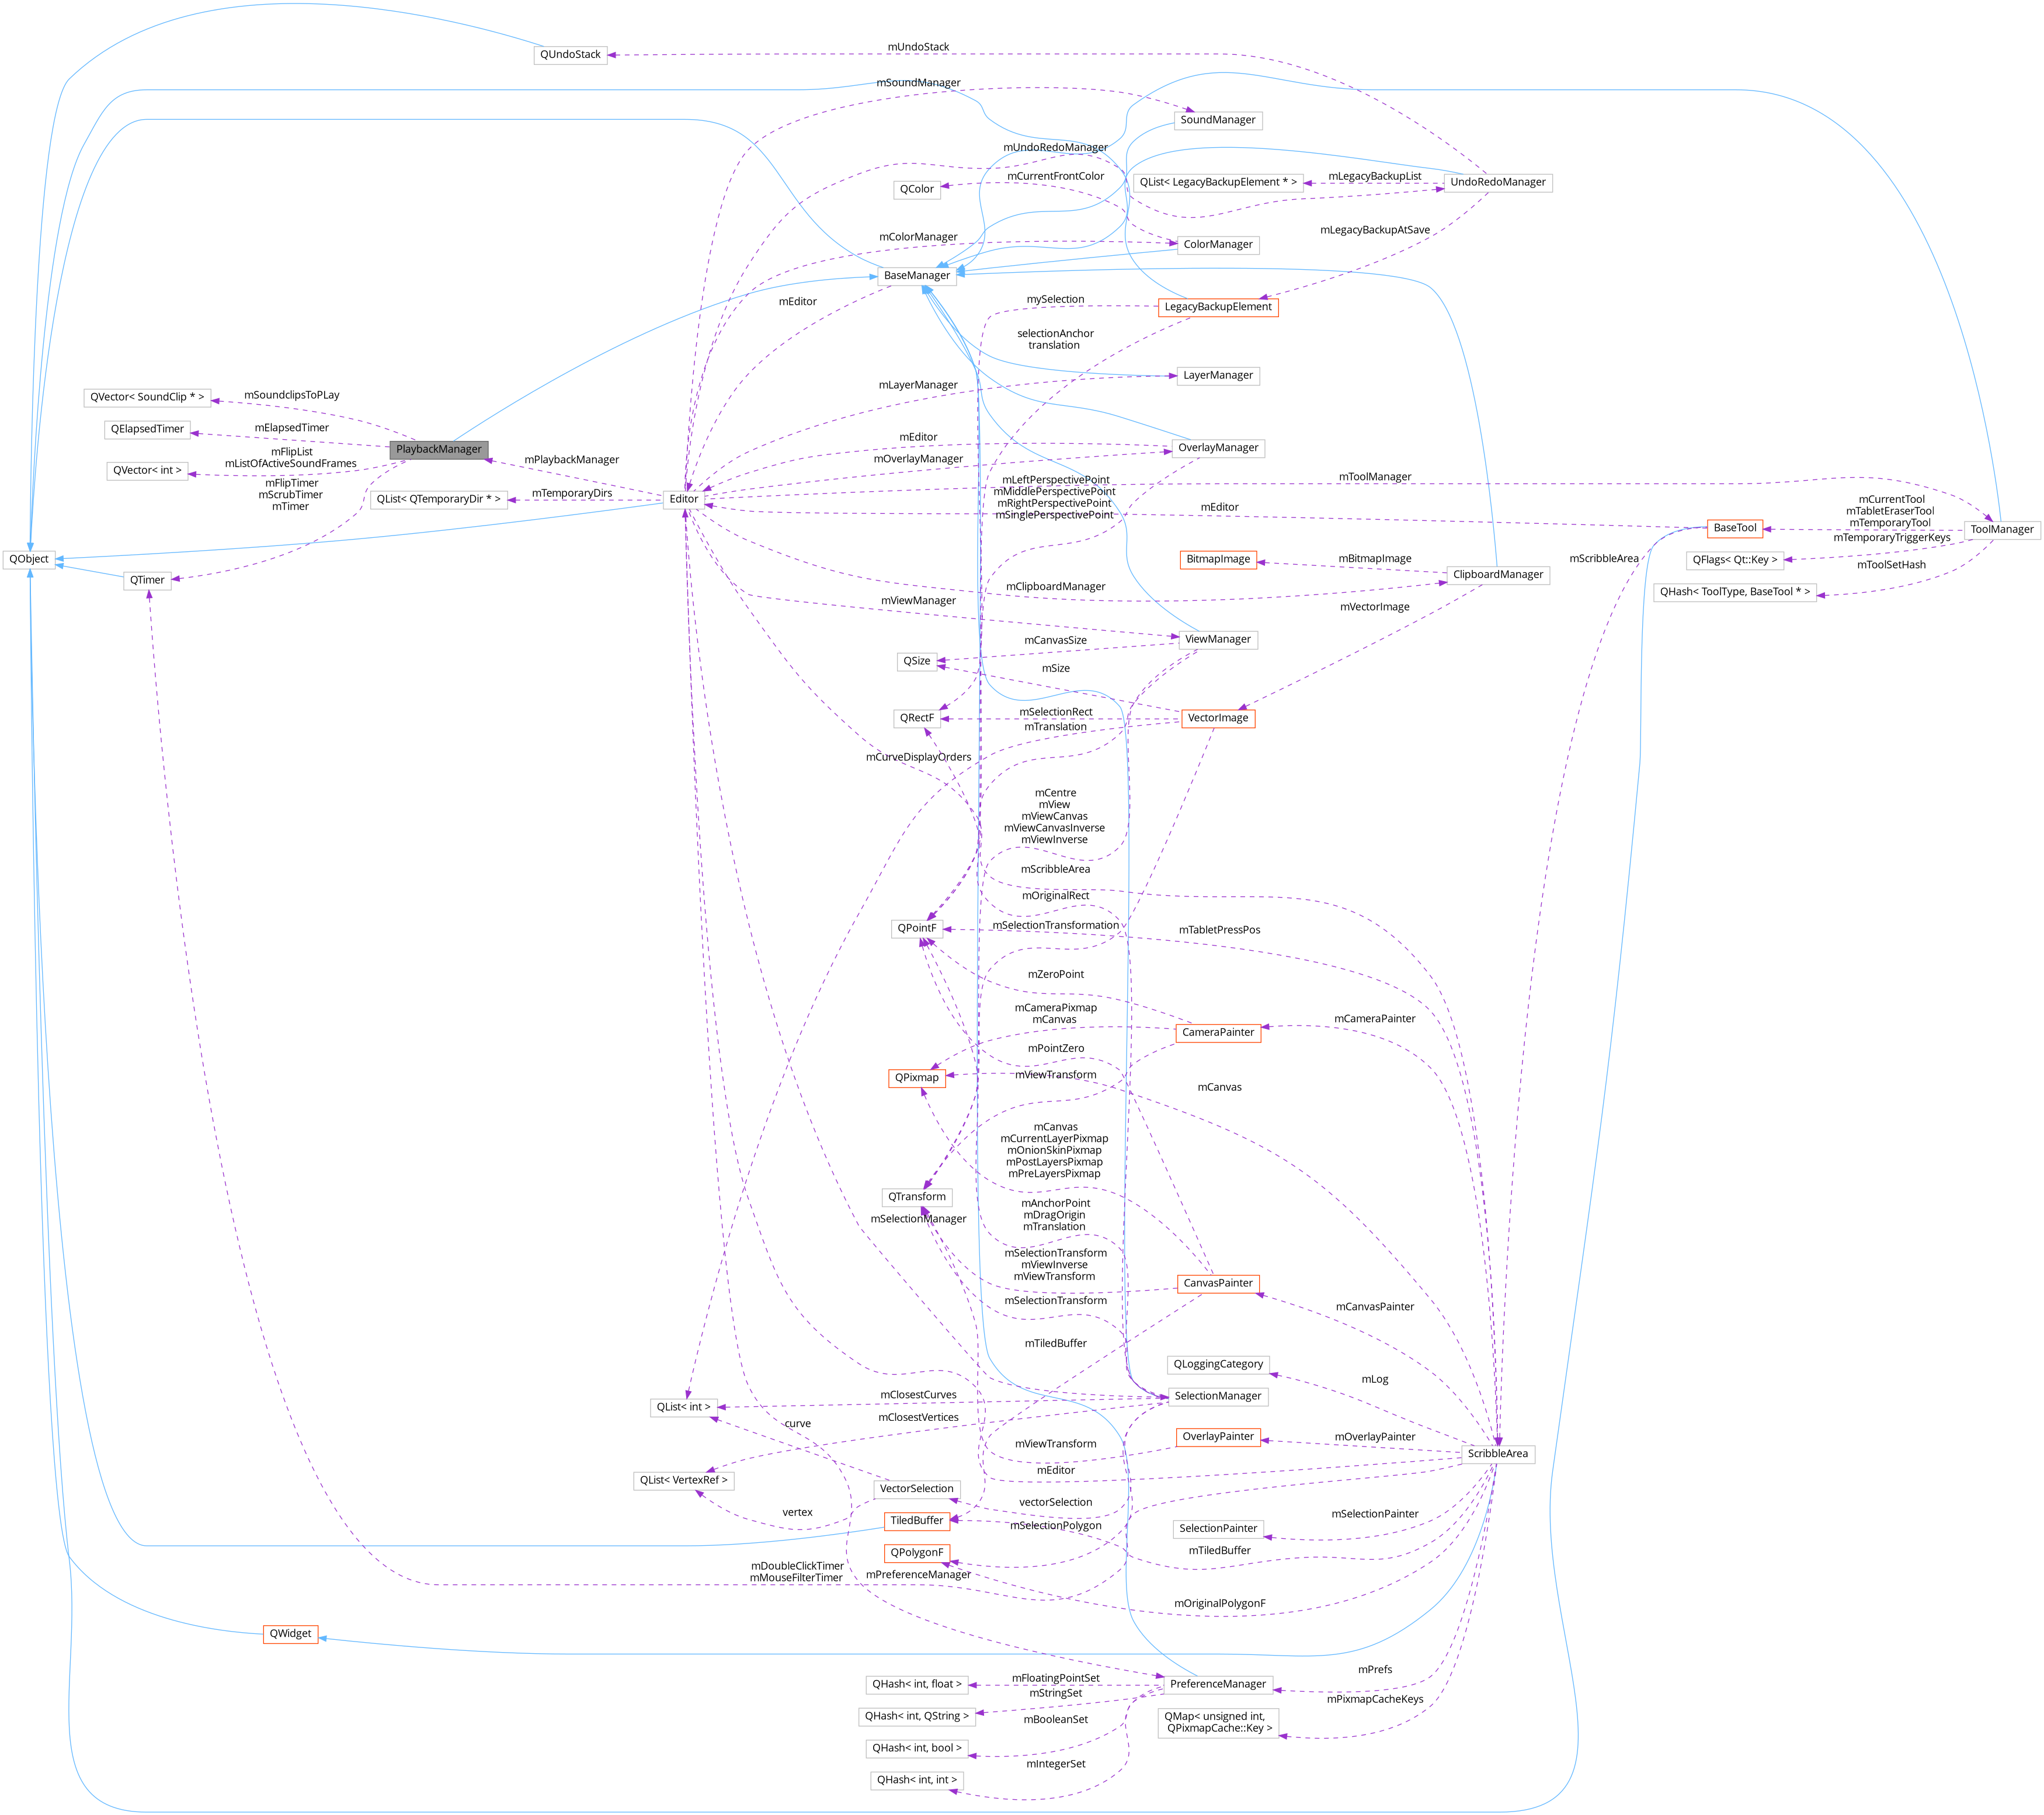 QUndoStack
mUndoStack
mSoundManager
SoundManager
mUndoRedoManager
QColor
mCurrentFrontColor
QList< LegacyBackupElement * >
mLegacyBackupList
UndoRedoManager
mColorManager
ColorManager
mLegacyBackupAtSave
BaseManager
mEditor
mySelection
LegacyBackupElement
selectionAnchor
translation
mLayerManager
LayerManager
QVector< SoundClip * >
mSoundclipsToPLay
QElapsedTimer
mElapsedTimer
PlaybackManager
mEditor
OverlayManager
QVector< int >
mFlipList
mListOfActiveSoundFrames
mPlaybackManager
mOverlayManager
mFlipTimer
mScrubTimer
mTimer
QList< QTemporaryDir * >
mTemporaryDirs
Editor
mLeftPerspectivePoint
mMiddlePerspectivePoint
mRightPerspectivePoint
mSinglePerspectivePoint
mToolManager
mEditor
BaseTool
mCurrentTool
mTabletEraserTool
mTemporaryTool
ToolManager
mTemporaryTriggerKeys
QFlags< Qt::Key >
mToolSetHash
QHash< ToolType, BaseTool * >
QObject
QTimer
BitmapImage
mBitmapImage
ClipboardManager
mScribbleArea
mClipboardManager
mViewManager
mVectorImage
mCanvasSize
ViewManager
QSize
mSize
QRectF
mSelectionRect
VectorImage
mTranslation
mCurveDisplayOrders
mCentre
mView
mViewCanvas
mViewCanvasInverse
mViewInverse
mScribbleArea
mOriginalRect
QPointF
mSelectionTransformation
mTabletPressPos
mZeroPoint
mCameraPixmap
mCanvas
CameraPainter
mCameraPainter
mPointZero
QPixmap
mViewTransform
mCanvas
mCanvas
mCurrentLayerPixmap
mOnionSkinPixmap
mPostLayersPixmap
mPreLayersPixmap
QTransform
mAnchorPoint
mDragOrigin
mTranslation
mSelectionManager
mSelectionTransform
mViewInverse
mViewTransform
CanvasPainter
mSelectionTransform
mCanvasPainter
mTiledBuffer
QLoggingCategory
mLog
QList< int >
mClosestCurves
SelectionManager
curve
mClosestVertices
mViewTransform
OverlayPainter
mOverlayPainter
ScribbleArea
mEditor
QList< VertexRef >
VectorSelection
vectorSelection
vertex
TiledBuffer
mSelectionPolygon
SelectionPainter
mSelectionPainter
QPolygonF
mTiledBuffer
mDoubleClickTimer
mMouseFilterTimer
mPreferenceManager
mOriginalPolygonF
QWidget
mPrefs
QHash< int, float >
mFloatingPointSet
PreferenceManager
mStringSet
QHash< int, QString >
mPixmapCacheKeys
QMap< unsigned int,
QPixmapCache::Key >
mBooleanSet
QHash< int, bool >
mIntegerSet
QHash< int, int >